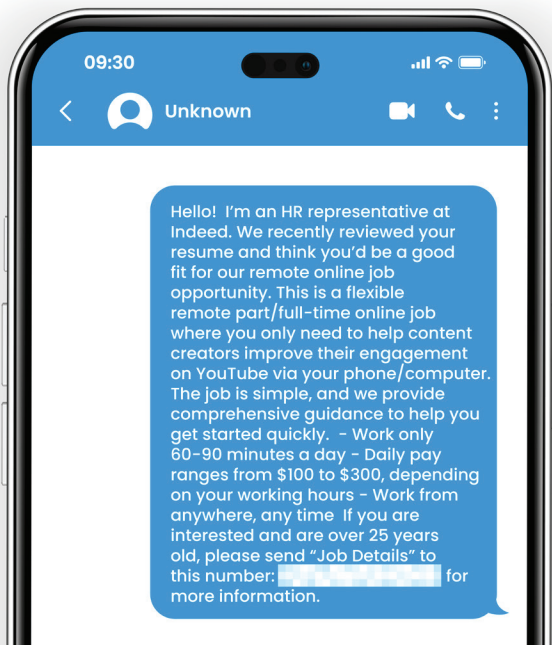 09:30
Unknown
Hello!  I'm an HR representative at
Indeed. We recently reviewed your
resume and think you'd be a good
fit for our remote online job
opportunity. This is a flexible
remote part/full-time online job
where you only need to help content
creators improve their engagement
on YouTube via your phone/computer.
The job is simple, and we provide
comprehensive guidance to help you
get started quickly.  - Work only
60-90 minutes a day - Daily pay
ranges from $100 to $300, depending
on your working hours - Work from
anywhere, any time  If you are
interested and are over 25 years
old, please send “Job Details” to
this number: for
more information.